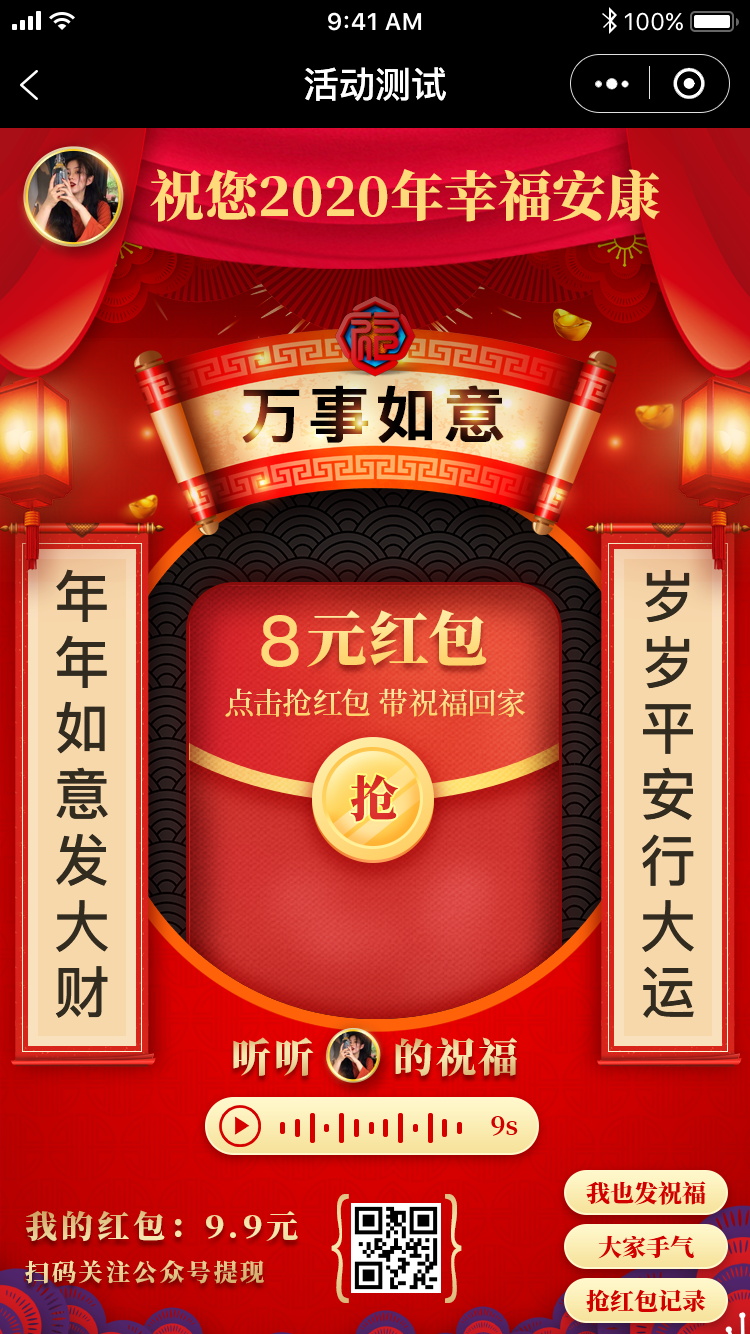 9:41 AM
100%
活动测试
祝您2020年幸福安康
福
万事如意
年年如意发大财
岁岁平安行大运
8元红包
点击抢红包 带祝福回家
抢
听听 的祝福
9s
我的红包：9.9元
扫码关注公众号提现
我也发祝福
大家手气
抢红包记录